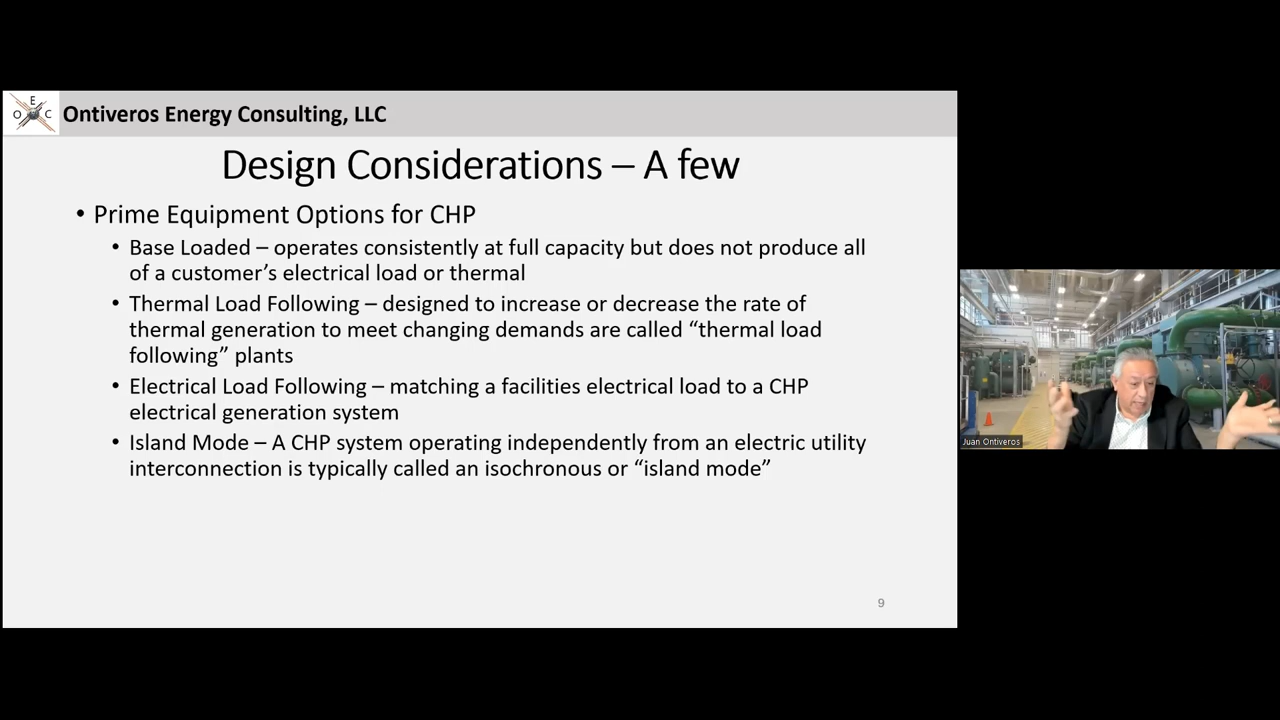 E
O C
Ontiveros Energy Consulting, LLC
Design Considerations – A few
• Prime Equipment Options for CHP
• Base Loaded – operates consistently at full capacity but does not produce all
of a customer's electrical load or thermal
• Thermal Load Following – designed to increase or decrease the rate of
thermal generation to meet changing demands are called “thermal load
following” plants
• Electrical Load Following – matching a facilities electrical load to a CHP
electrical generation system
• Island Mode – A CHP system operating independently from an electric utility
interconnection is typically called an isochronous or “island mode”
9
Juan Ontiveros